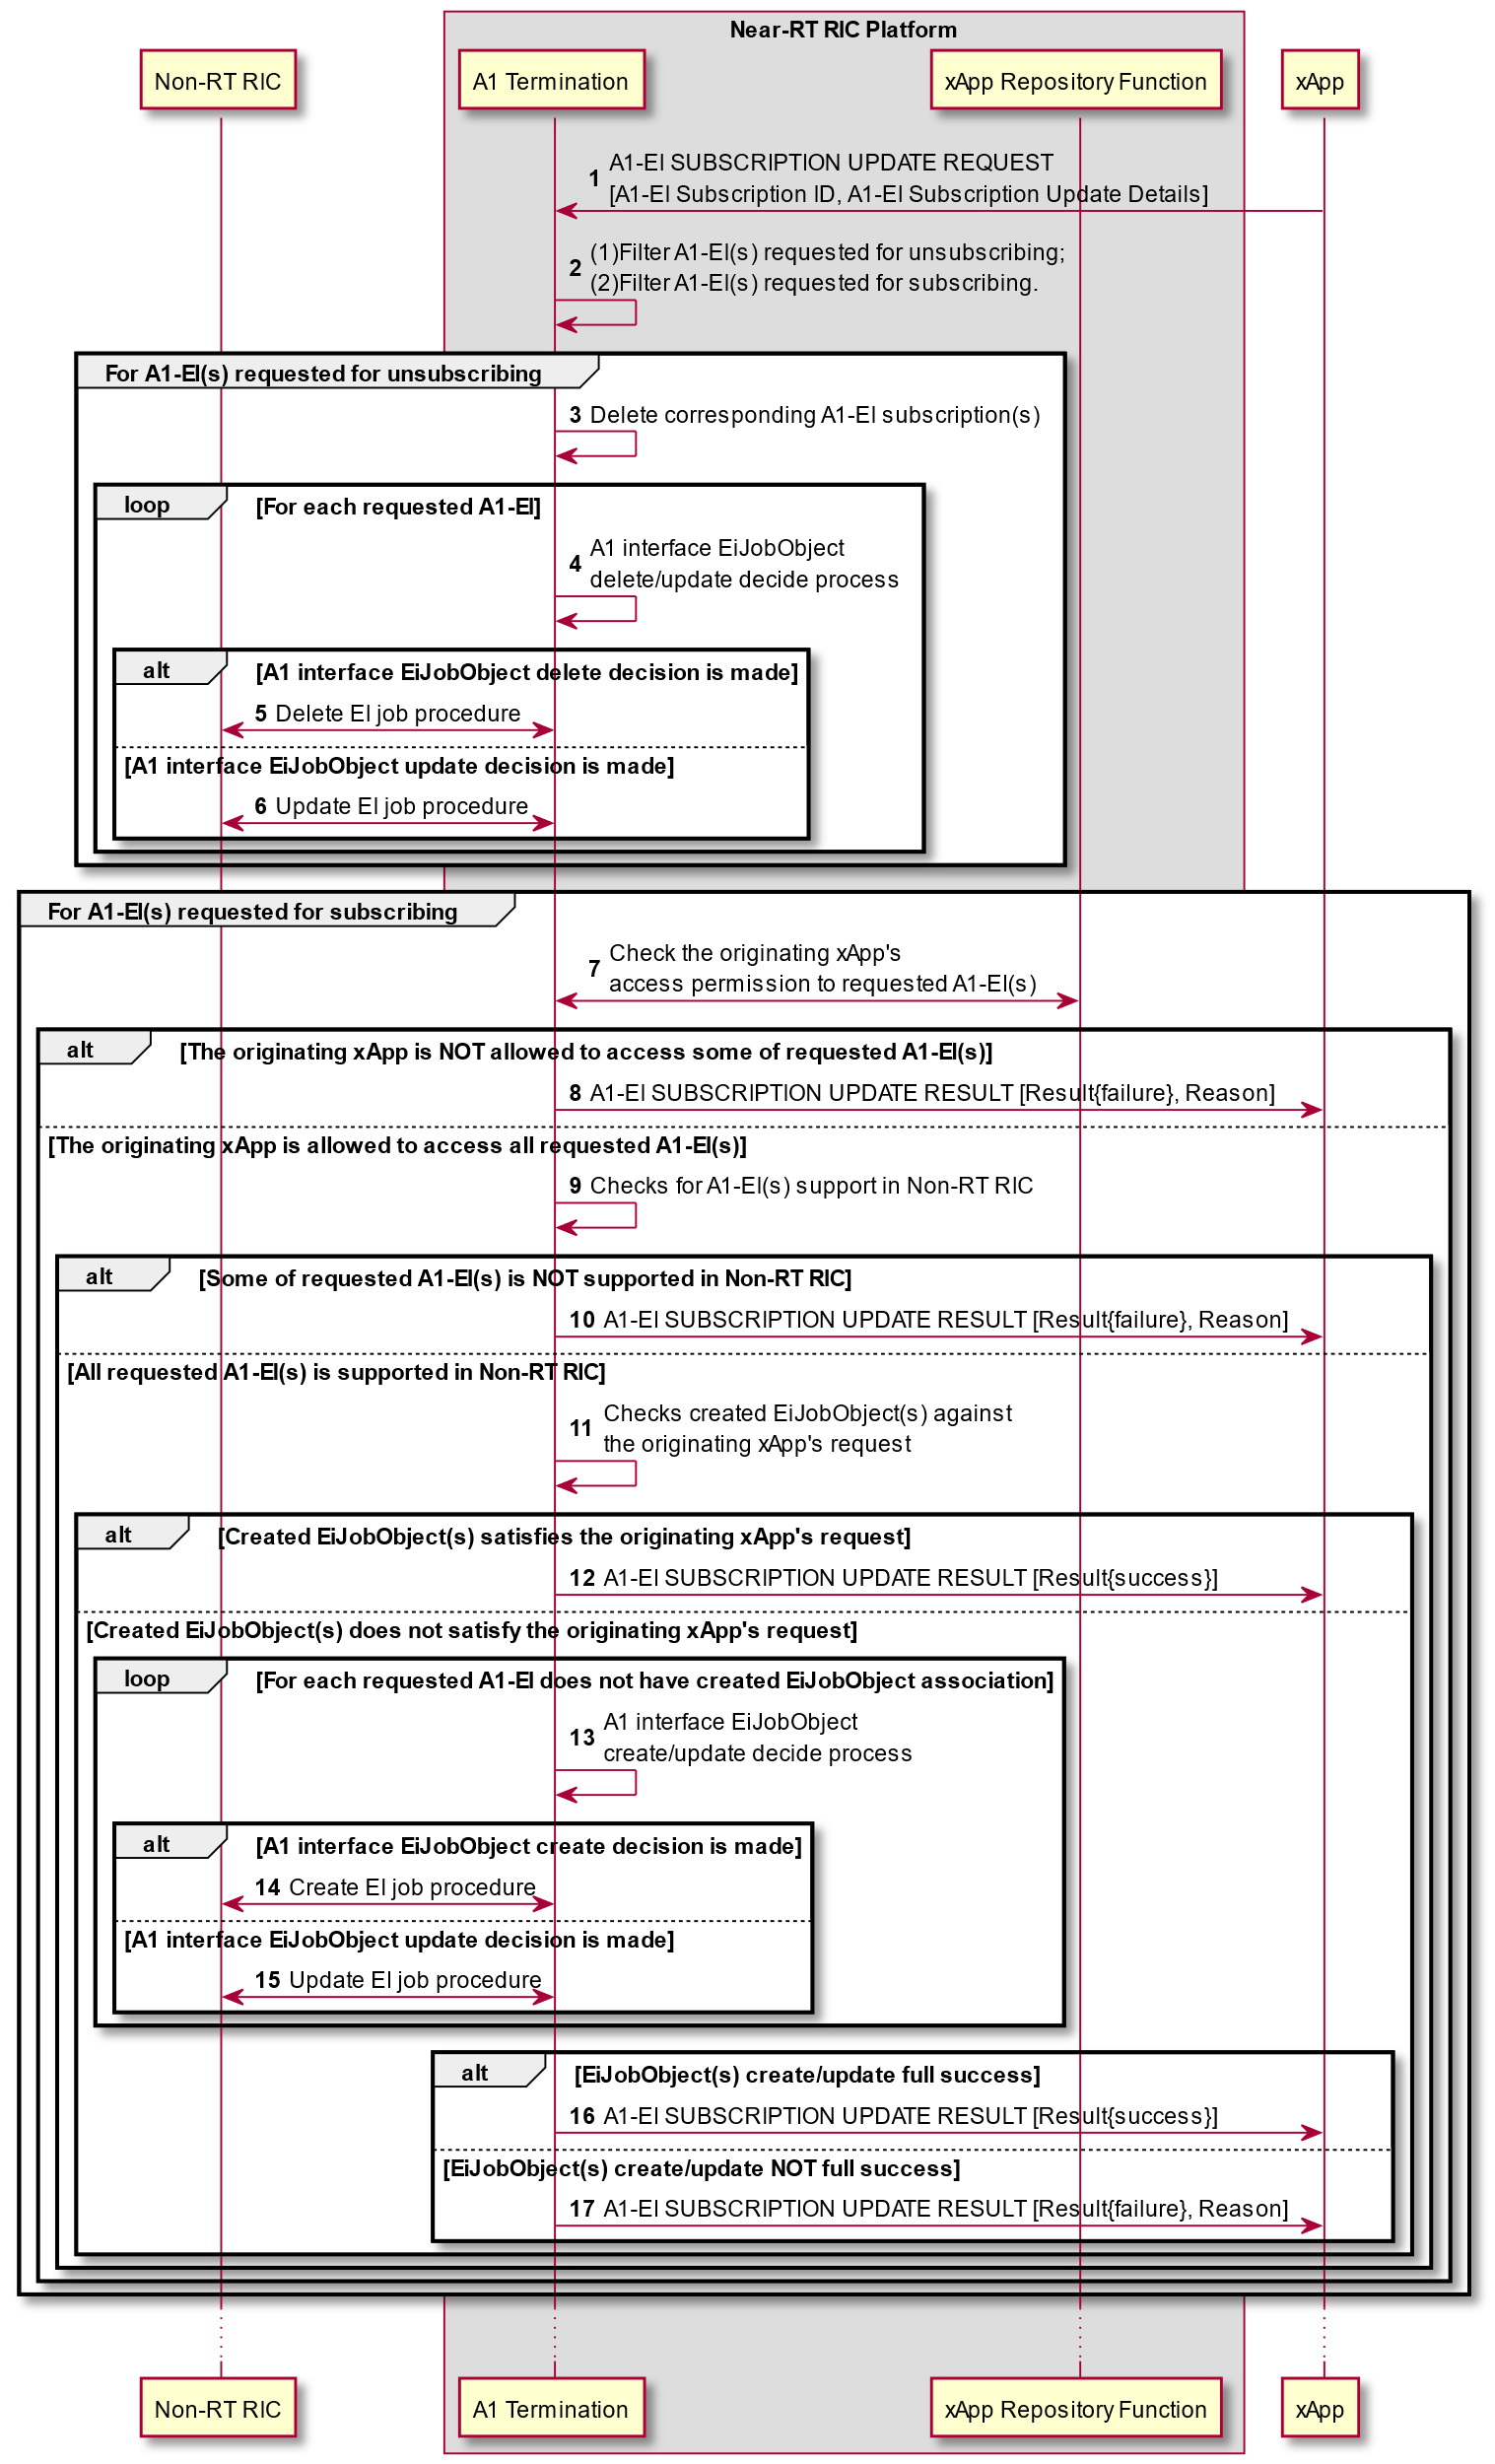 Near-RT RIC Platform
Non-RT RIC
A1 Termination
xApp Repository Function
xApp
1 A1-EI SUBSCRIPTION UPDATE REQUEST
[A1-EI Subscription ID, A1-EI Subscription Update Details]
2 (1)Filter A1-EI(s) requested for unsubscribing;
(2)Filter A1-EI(s) requested for subscribing.
For A1-EI(s) requested for unsubscribing
3 Delete corresponding A1-EI subscription(s)
loop [For each requested A1-EI]
4 A1 interface EiJobObject
delete/update decide process
alt [A1 interface EiJobObject delete decision is made]
5 Delete EI job procedure
[A1 interface EiJobObject update decision is made]
6 Update EI job procedure
For A1-EI(s) requested for subscribing
7 Check the originating xApp's
access permission to requested A1-EI(s)
alt [The originating xApp is NOT allowed to access some of requested A1-EI(s)]
8 A1-EI SUBSCRIPTION UPDATE RESULT [Result{failure}, Reason]
[The originating xApp is allowed to access all requested A1-EI(s)]
9 Checks for A1-EI(s) support in Non-RT RIC
alt [Some of requested A1-EI(s) is NOT supported in Non-RT RIC]
10 A1-EI SUBSCRIPTION UPDATE RESULT [Result{failure}, Reason]
[All requested A1-EI(s) is supported in Non-RT RIC]
11 Checks created EiJobObject(s) against
the originating xApp's request
alt [Created EiJobObject(s) satisfies the originating xApp's request]
12 A1-EI SUBSCRIPTION UPDATE RESULT [Result{success}]
[Created EiJobObject(s) does not satisfy the originating xApp's request]
loop [For each requested A1-EI does not have created EiJobObject association]
13 A1 interface EiJobObject
create/update decide process
alt [A1 interface EiJobObject create decision is made]
14 Create EI job procedure
[A1 interface EiJobObject update decision is made]
15 Update EI job procedure
alt [EiJobObject(s) create/update full success]
16 A1-EI SUBSCRIPTION UPDATE RESULT [Result{success}]
[EiJobObject(s) create/update NOT full success]
17 A1-EI SUBSCRIPTION UPDATE RESULT [Result{failure}, Reason]
Non-RT RIC
A1 Termination
xApp Repository Function
xApp